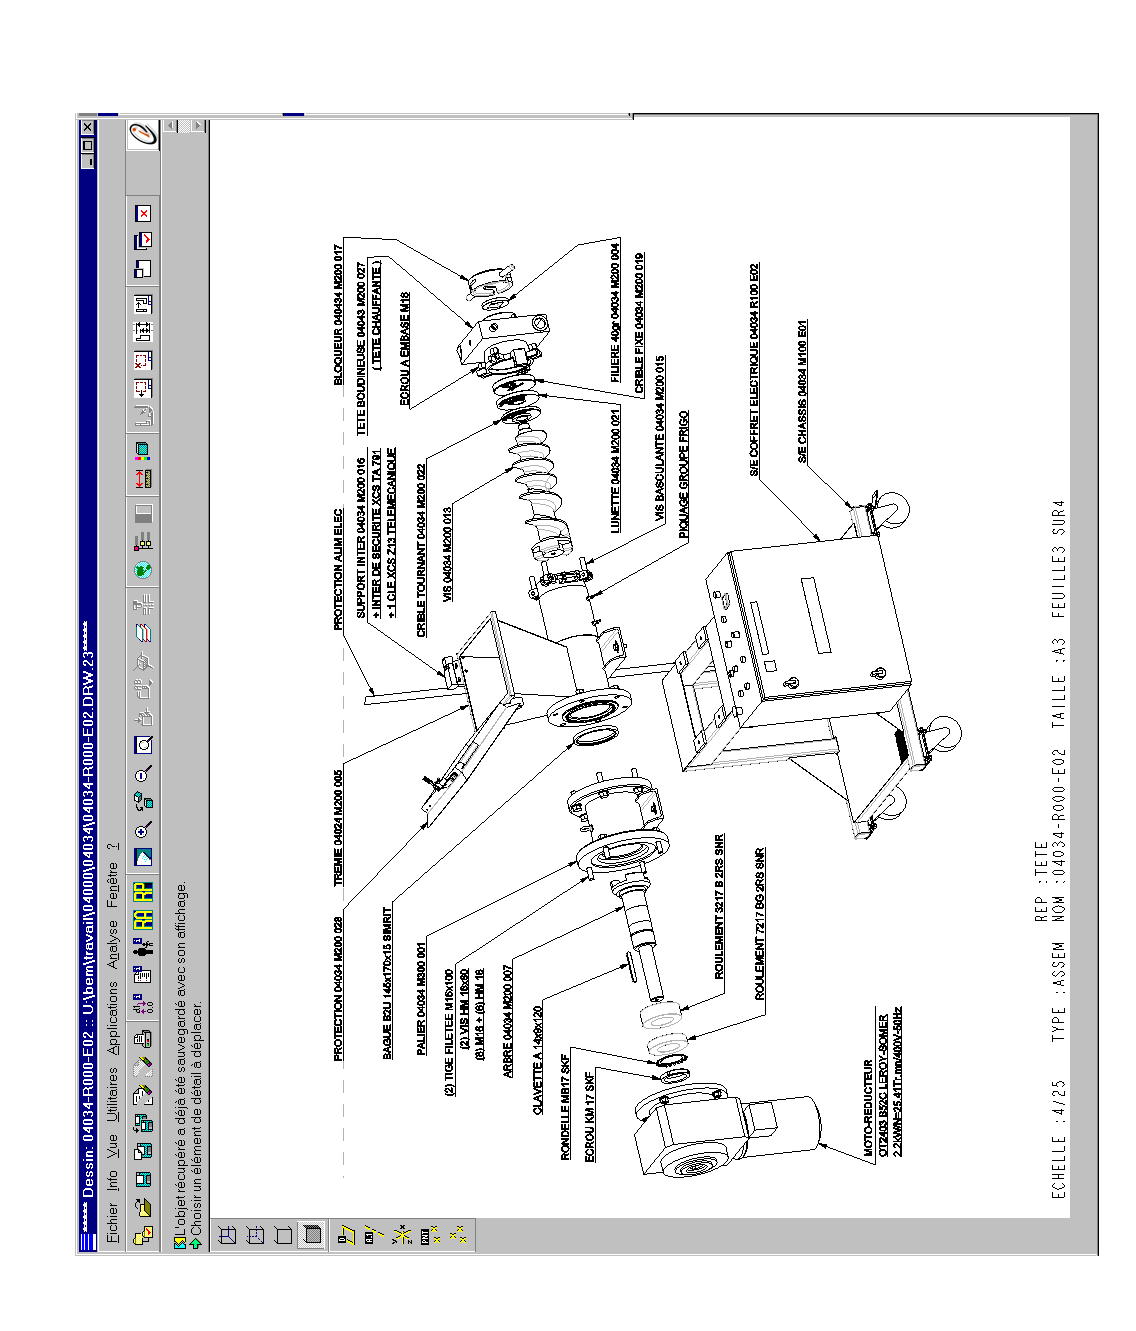 ***** Dessin: 04034-R000-E02 :: U:\bem\travail\04000\04034\04034-R000-E02.DRW.23*****
Fichier Info Vue Utilitaires Applications Analyse Fenêtre ?
L'objet récupéré a déjà été sauvegardé avec son affichage.
Choisir un élément de détail à déplacer.
PROTECTION 04034 M200 028
TREMIE 04024 M200 005
PROTECTION ALIM ELEC
BLOQUEUR 040434 M200 017
SUPPORT INTER 04034 M200 016
+ INTER DE SECURITE XCS TA 791
+ 1 CLE XCS Z13 TELEMECANIQUE
TETE BOUDINEUSE 04043 M200 027
( TETE CHAUFFANTE )
ECROU A EMBASE M16
BAGUE B2U 145x170x15 SIMRIT
PALIER 04034 M300 001
CRIBLE TOURNANT 04034 M200 022
VIS 04034 M200 013
(2) TIGE FILETEE M16x100
(2) VIS HM 16x60
(8) M16 + (6) HM 16
ARBRE 04034 M200 007
CLAVETTE A 14x9x120
RONDELLE MB17 SKF
ECROU KM 17 SKF
LUNETTE 04034 M200 021
FILIERE 40gr 04034 M200 004
CRIBLE FIXE 04034 M200 019
VIS BASCULANTE 04034 M200 015
PIQUAGE GROUPE FRIGO
ROULEMENT 3217 B 2RS SNR
ROULEMENT 7217 BG 2RS SNR
S/E COFFRET ELECTRIQUE 04034 R100 E02
S/E CHASSIS 04034 M100 E01
MOTO-REDUCTEUR
OT2403 B52C LEROY-SOMER
2.2kW/N=25.41Tr.mn/400V-50Hz
REP :TETE
ECHELLE :4/25 TYPE :ASSEM NOM :04034-R000-E02 TAILLE :A3 FEUILLE3 SUR4